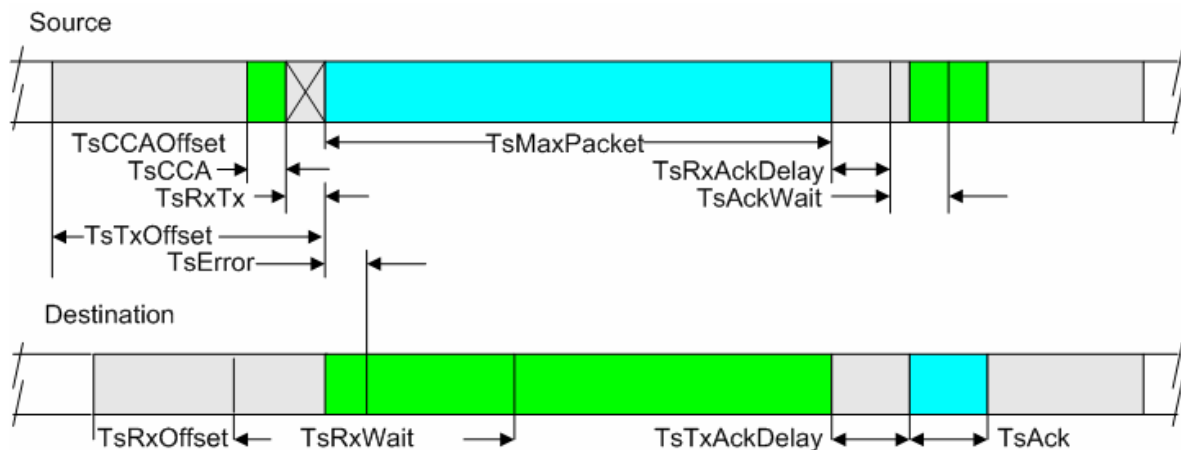 Source
TsCCAOffset
TsMaxPacket
TsCCA
TsRxAckDelay
TsRxTx
TsAckWait
TsTxOffset
TsError
Destination
TsRxOffset
TsRxWait
TsTxAckDelay
TsAck